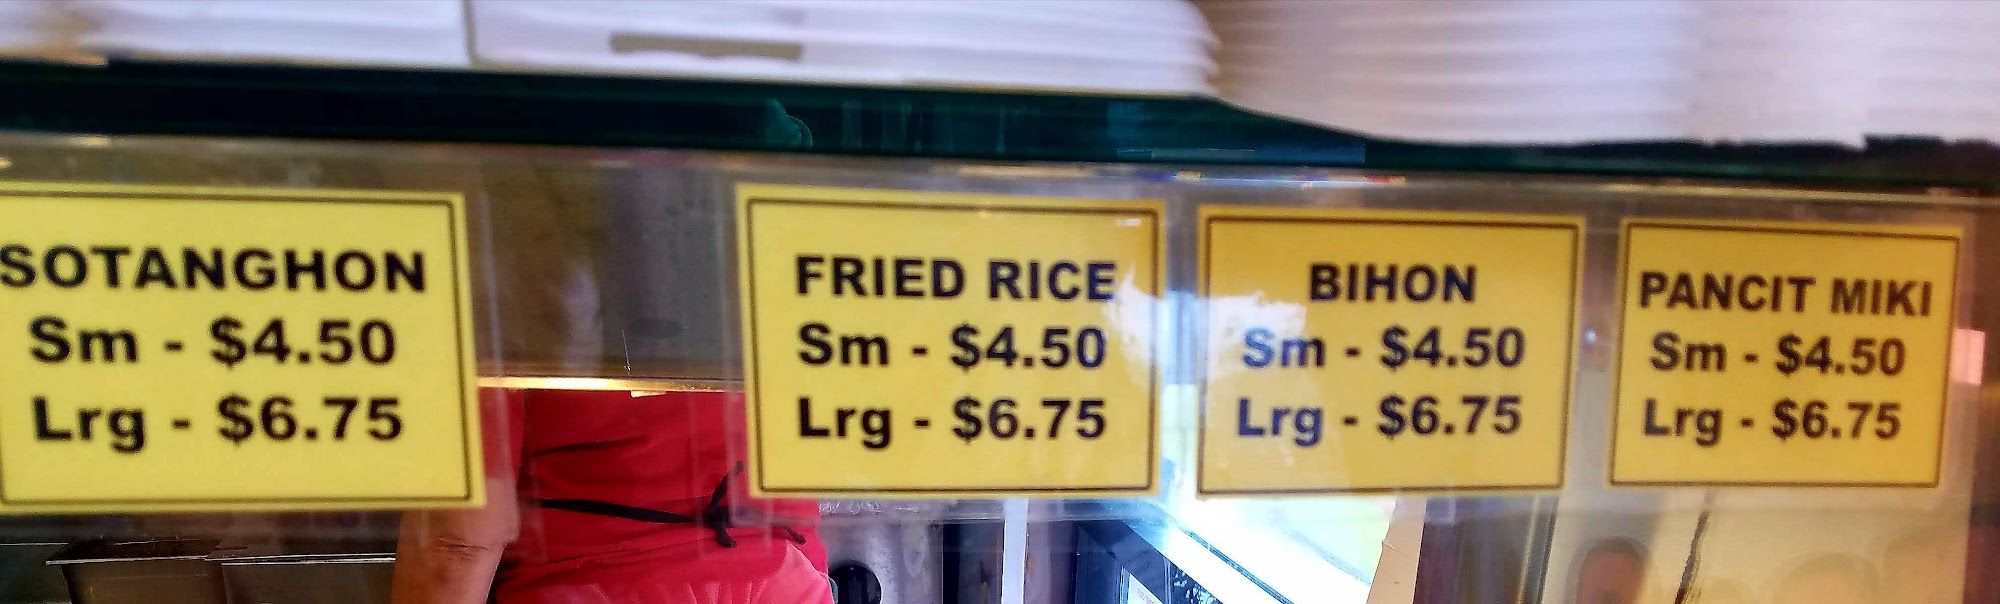 SOTANGHON
Sm - $4.50
Lrg - $6.75
FRIED RICE
Sm - $4.50
Lrg - $6.75
BIHON
Sm - $4.50
Lrg - $6.75
PANCIT MIKI
Sm - $4.50
Lrg - $6.75